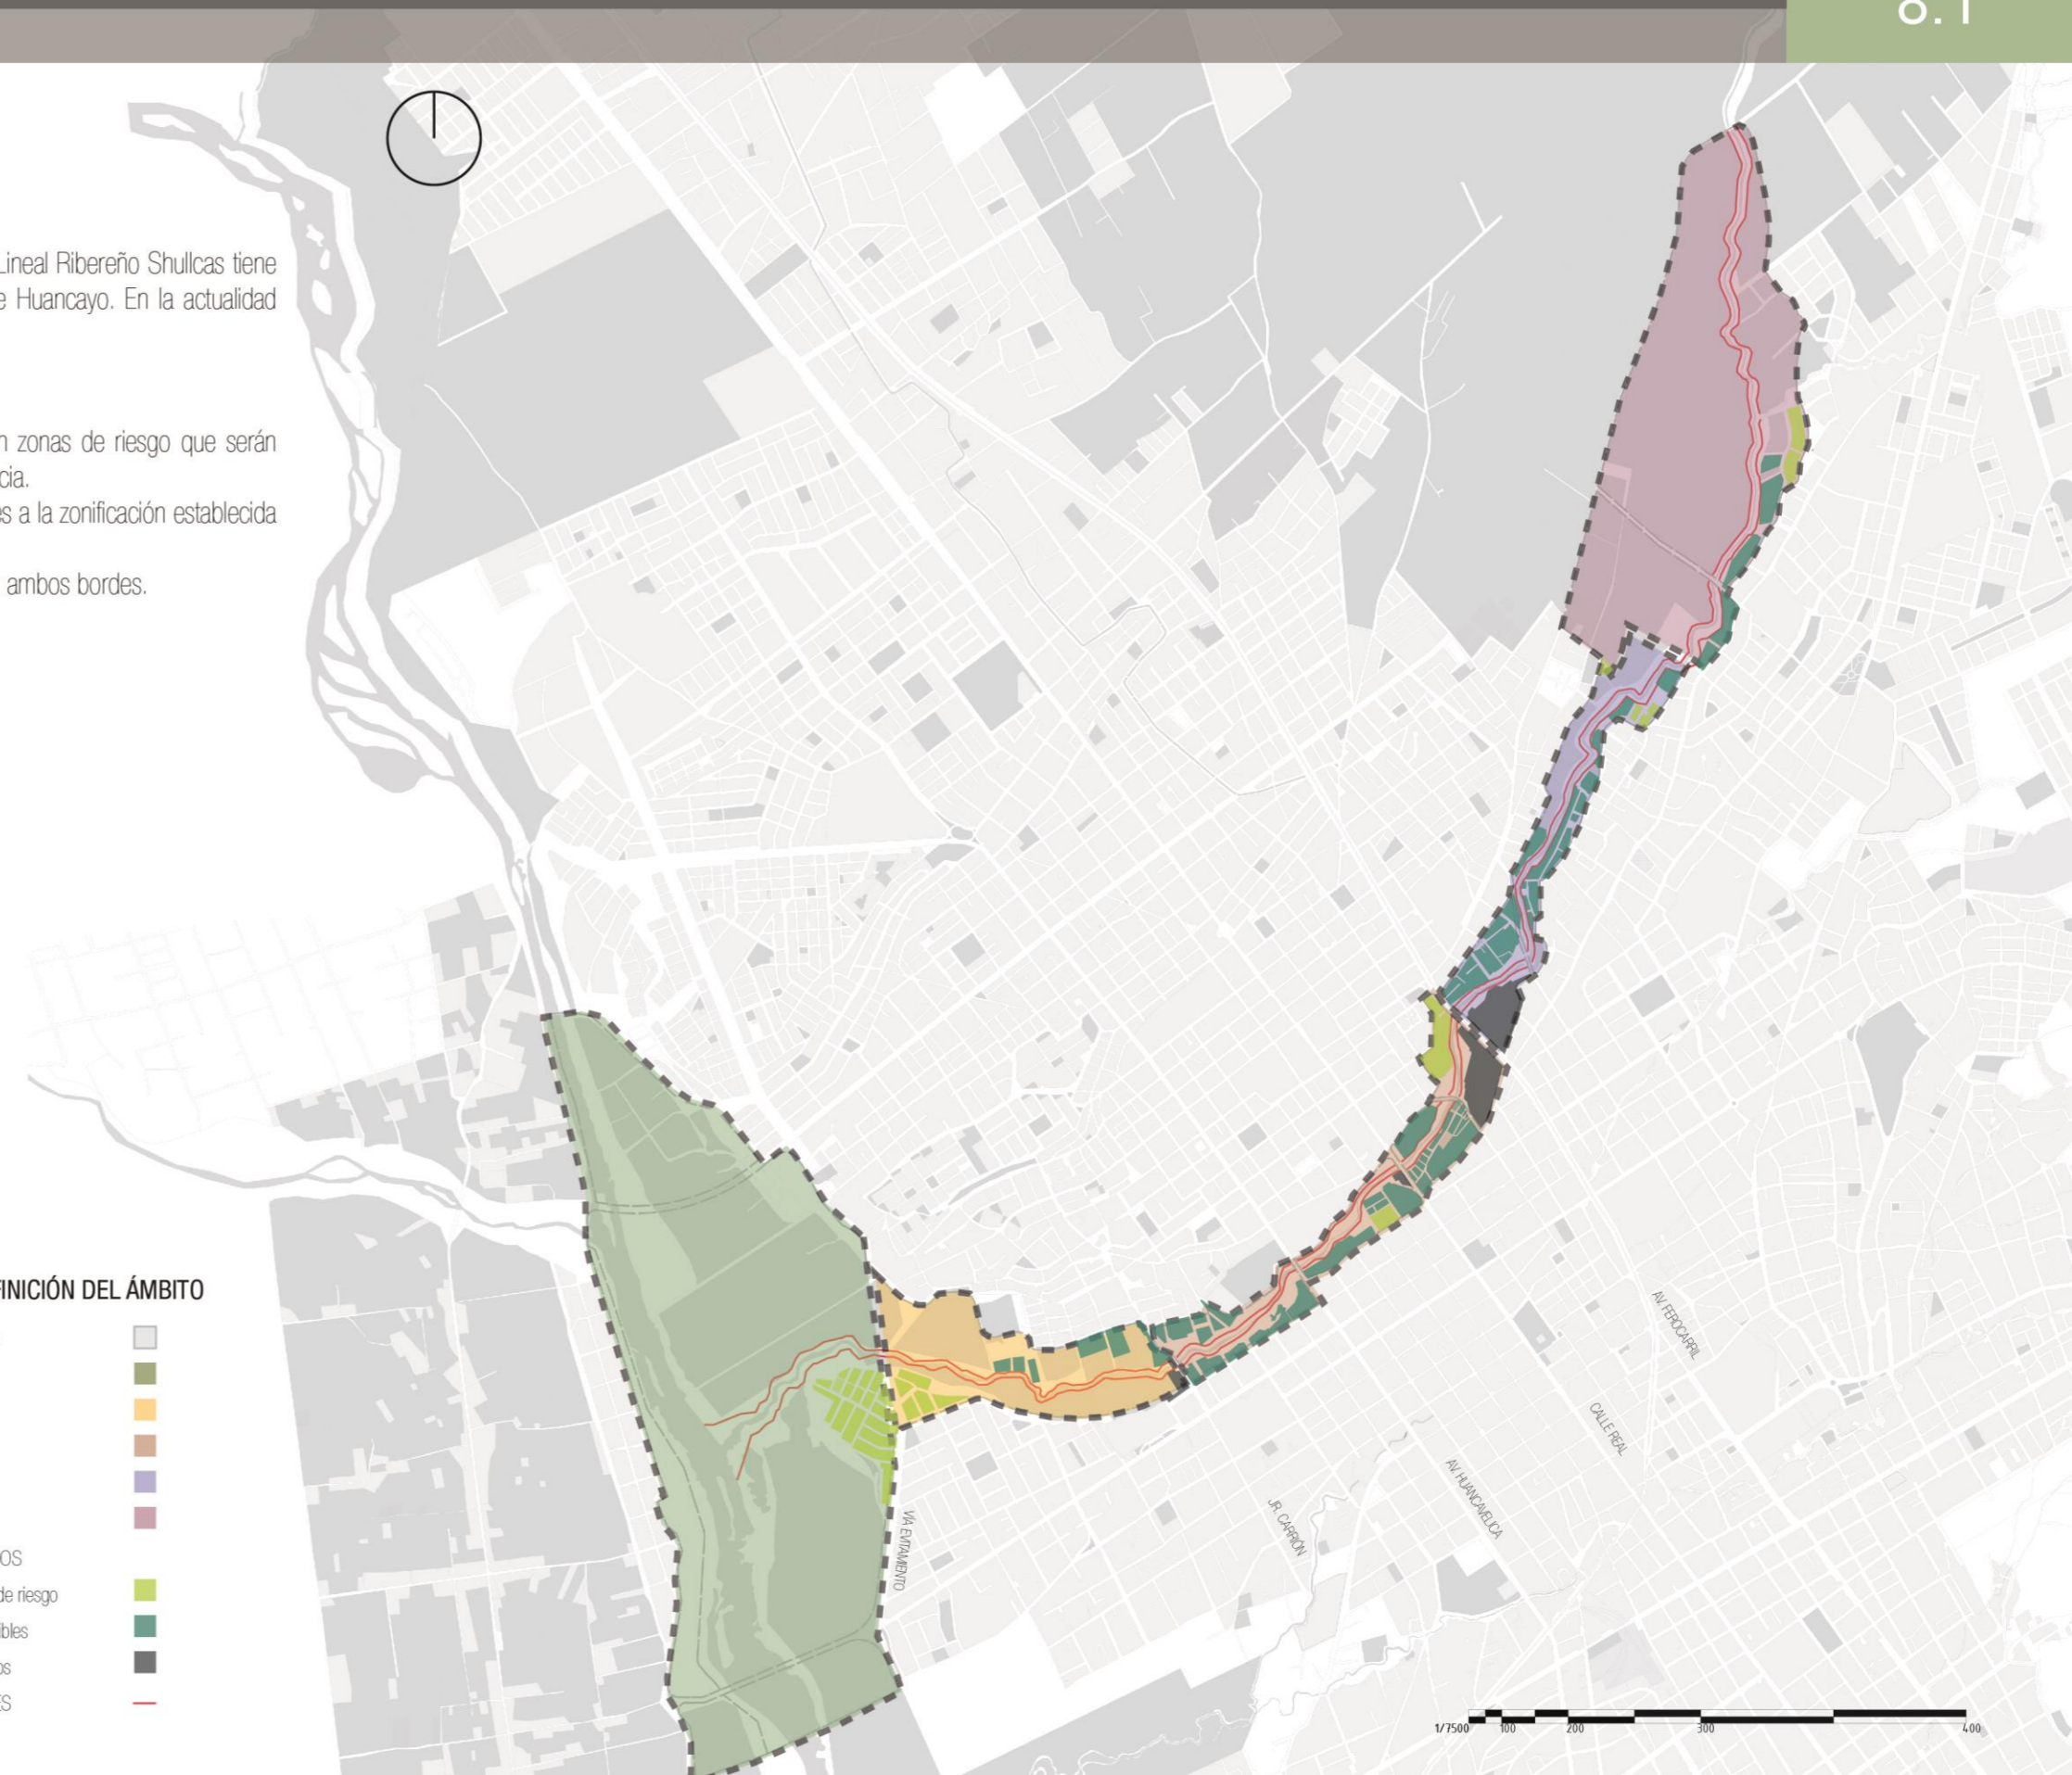 8.1
Lineal Ribereño Shullcas tiene
e Huancayo. En la actualidad
n zonas de riesgo que serán
cia.
es a la zonificación establecida
ambos bordes.
FINICIÓN DEL ÁMBITO
OS
de riesgo
ibles
os
ES
VÍA EVITAMIENTO
JR. CARRIÓN
AV. HUANCAVELICA
CALLE REAL
AV. FEROCARRIL
1/7500 100 200 300 400